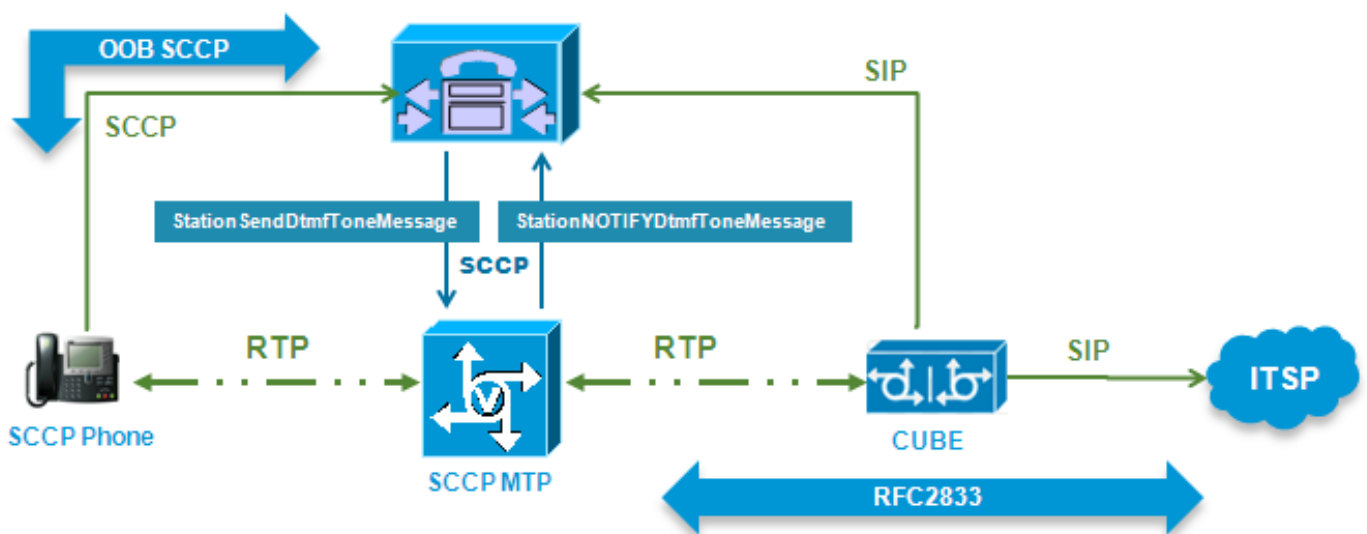 OOB SCCP
SIP
SCCP
StationSendDtmfToneMessage
StationNOTIFYDtmfToneMessage
SCCP
RTP
RTP
SIP
ITSP
V
SCCP Phone
CUBE
SCCP MTP
RFC2833